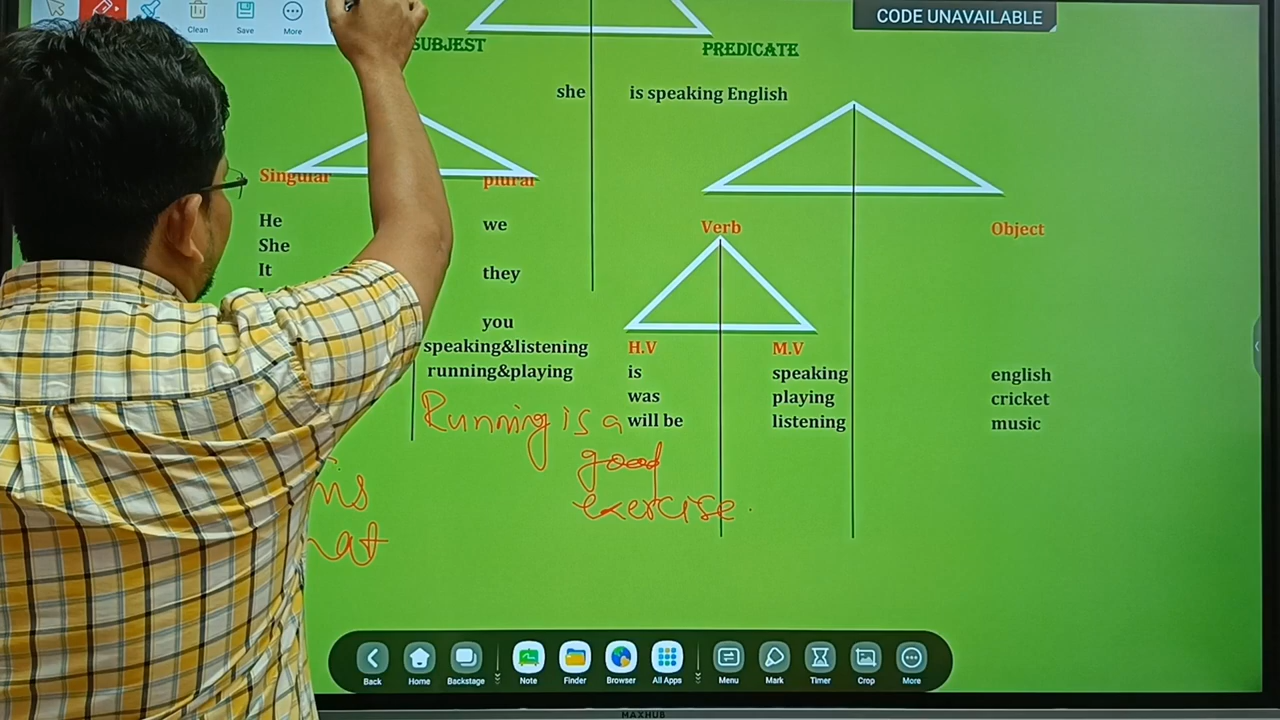 Clean Save More
CODE UNAVAILABLE
SUBJEST PREDICATE
she is speaking English
Singular plural
He we
She
It they
Verb Object
you
speaking&listening H.V M.V
running&playing is speaking english
was playing cricket
Running is a will be listening music
good
exercise.
Back Home Backstage Note Finder Browser All Apps Menu Mark Timer Crop More
MAXHUB